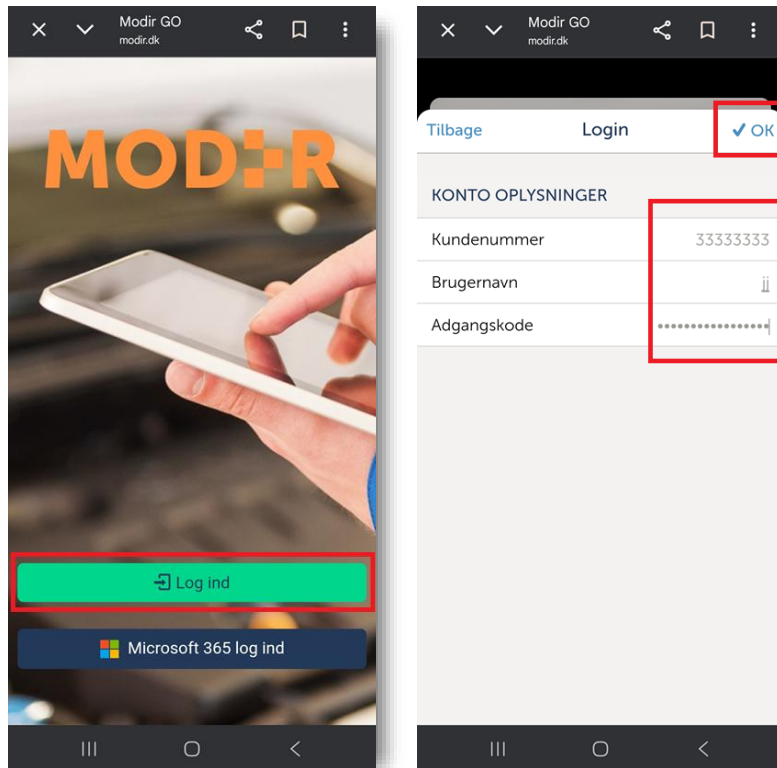 Modir GO
modir.dk
MODIR
Log ind
Microsoft 365 log ind
Modir GO
modir.dk
Tilbage
Login
OK
KONTO OPLYSNINGER
Kundenummer
33333333
Brugernavn
jj
Adgangskode